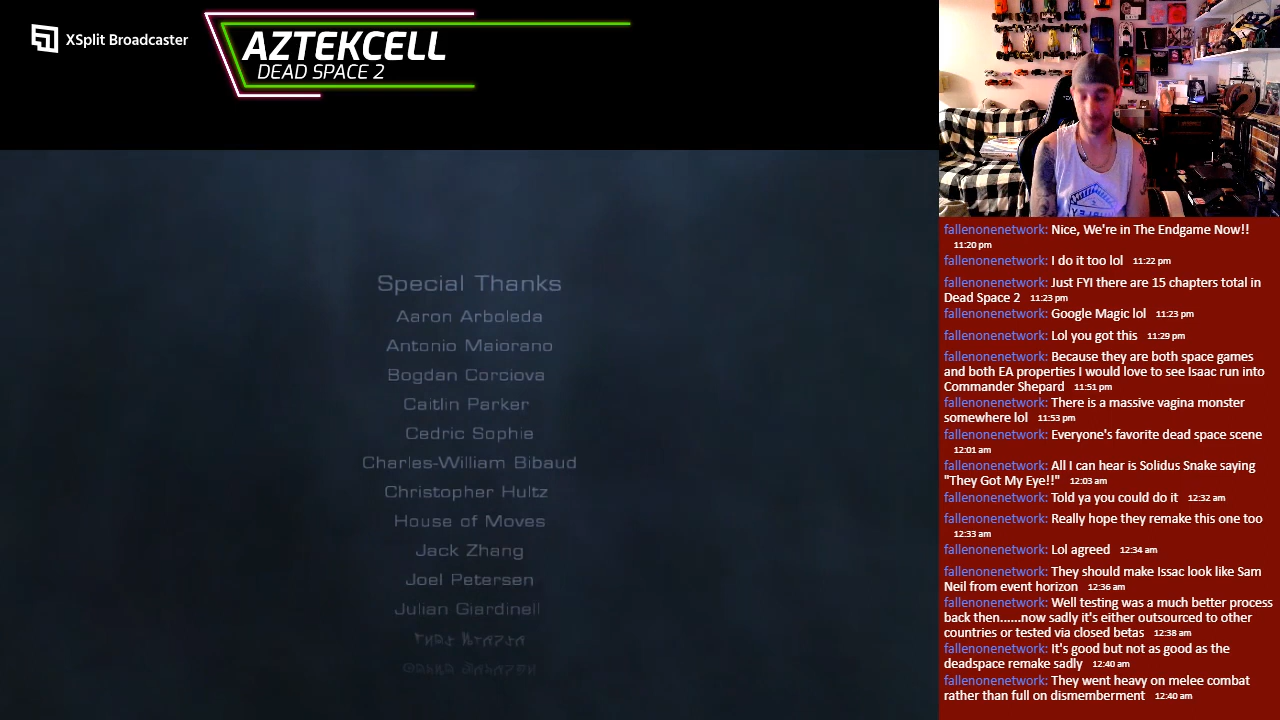 XSplit Broadcaster
AZTEKCELL
DEAD SPACE 2
Special Thanks
Aaron Arboleda
Antonio Maiorano
Bogdan Corciova
Caitlin Parker
Cedric Sophie
Charles-William Bibaud
Christopher Hultz
House of Moves
Jack Zhang
Joel Petersen
Julian Giardinell
fallenonenetwork: Nice, We're in The Endgame Now!!
11:20 pm
fallenonenetwork: I do it too lol 11:22 pm
fallenonenetwork: Just FYI there are 15 chapters total in
Dead Space 2 11:23 pm
fallenonenetwork: Google Magic lol 11:23 pm
fallenonenetwork: Lol you got this 11:29 pm
fallenonenetwork: Because they are both space games
and both EA properties I would love to see Isaac run into
Commander Shepard 11:51 pm
fallenonenetwork: There is a massive vagina monster
somewhere lol 11:53 pm
fallenonenetwork: Everyone's favorite dead space scene
12:01 am
fallenonenetwork: All I can hear is Solidus Snake saying
"They Got My Eye!!" 12:03 am
fallenonenetwork: Told ya you could do it 12:32 am
fallenonenetwork: Really hope they remake this one too
12:33 am
fallenonenetwork: Lol agreed 12:34 am
fallenonenetwork: They should make Issac look like Sam
Neil from event horizon 12:36 am
fallenonenetwork: Well testing was a much better process
back then......now sadly it's either outsourced to other
countries or tested via closed betas 12:38 am
fallenonenetwork: It's good but not as good as the
deadspace remake sadly 12:40 am
fallenonenetwork: They went heavy on melee combat
rather than full on dismemberment 12:40 am